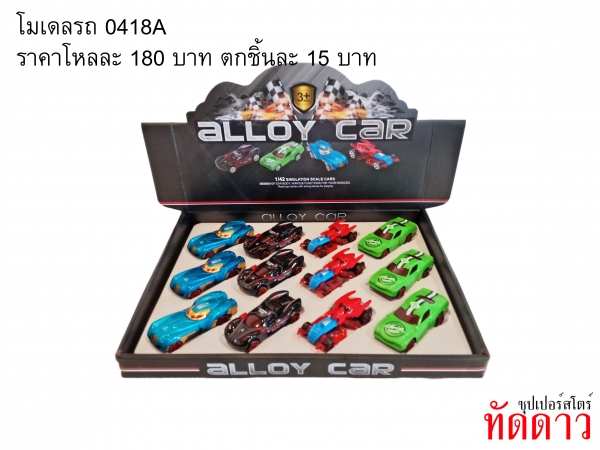 โมเดลรถ 0418A
ราคาโหลละ 180 บาท ตกชิ้นละ 15 บาท
3+
ALLOY CAR
1/42 SIMULATION SCALE CARS
ALLOY CAR
ALLOY CAR
ซุปเปอร์สโตร์
ทัดดาว